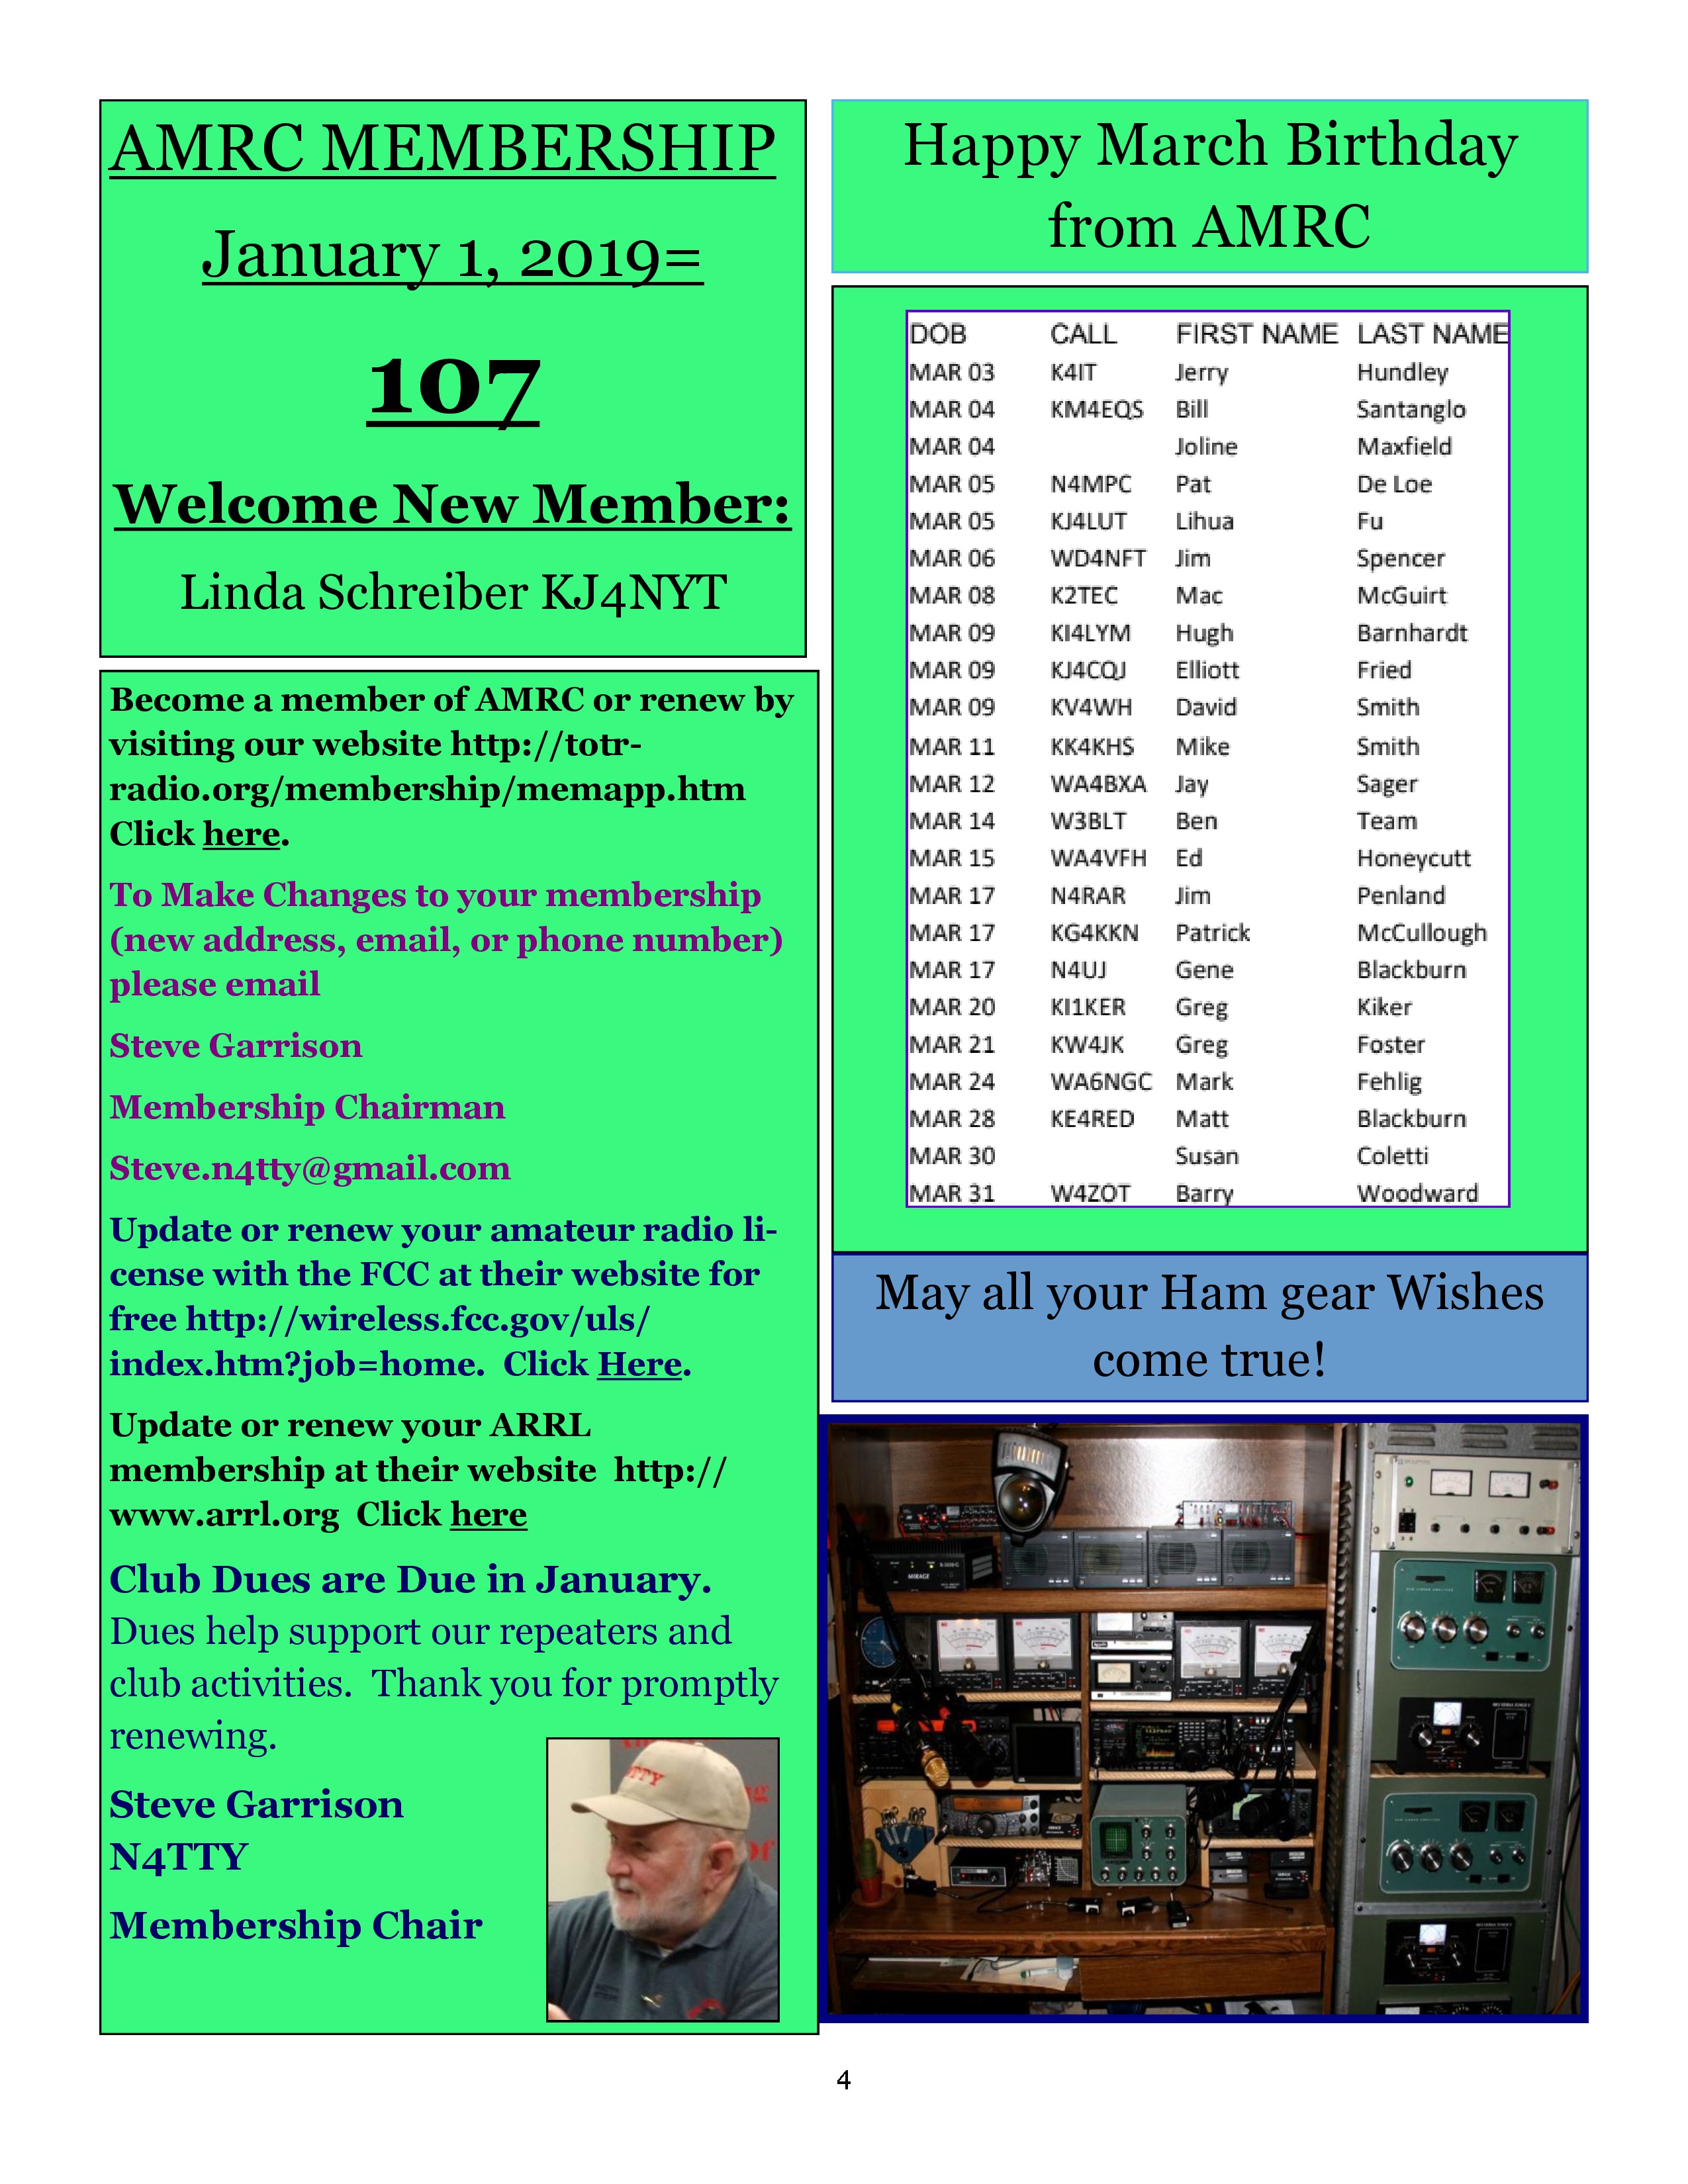 AMRC MEMBERSHIP
January 1, 2019=
107
Welcome New Member:
Linda Schreiber KJ4NYT
Become a member of AMRC or renew by
visiting our website http://totr-
radio.org/membership/memapp.htm
Click here.
To Make Changes to your membership
(new address, email, or phone number)
please email
Steve Garrison
Membership Chairman
Steve.n4tty@gmail.com
Update or renew your amateur radio li-
cense with the FCC at their website for
free http://wireless.fcc.gov/uls/
index.htm?job=home.  Click Here.
Update or renew your ARRL
membership at their website  http://
www.arrl.org  Click here
Club Dues are Due in January.
Dues help support our repeaters and
club activities.  Thank you for promptly
renewing.
Steve Garrison
N4TTY
Membership Chair
Happy March Birthday
from AMRC
DOB CALL FIRST NAME LAST NAME
MAR 03 K4IT Jerry Hundley
MAR 04 KM4EQS Bill Santanglo
MAR 04 Joline Maxfield
MAR 05 N4MPC Pat De Loe
MAR 05 KJ4LUT Lihua Fu
MAR 06 WD4NFT Jim Spencer
MAR 08 K2TEC Mac McGuirt
MAR 09 KI4LYM Hugh Barnhardt
MAR 09 KJ4CQJ Elliott Fried
MAR 09 KV4WH David Smith
MAR 11 KK4KHS Mike Smith
MAR 12 WA4BXA Jay Sager
MAR 14 W3BLT Ben Team
MAR 15 WA4VFH Ed Honeycutt
MAR 17 N4RAR Jim Penland
MAR 17 KG4KKN Patrick McCullough
MAR 17 N4UJ Gene Blackburn
MAR 20 KI1KER Greg Kiker
MAR 21 KW4JK Greg Foster
MAR 24 WA6NGC Mark Fehlig
MAR 28 KE4RED Matt Blackburn
MAR 30 Susan Coletti
MAR 31 W4ZOT Barry Woodward
May all your Ham gear Wishes
come true!
MIRAGE
4